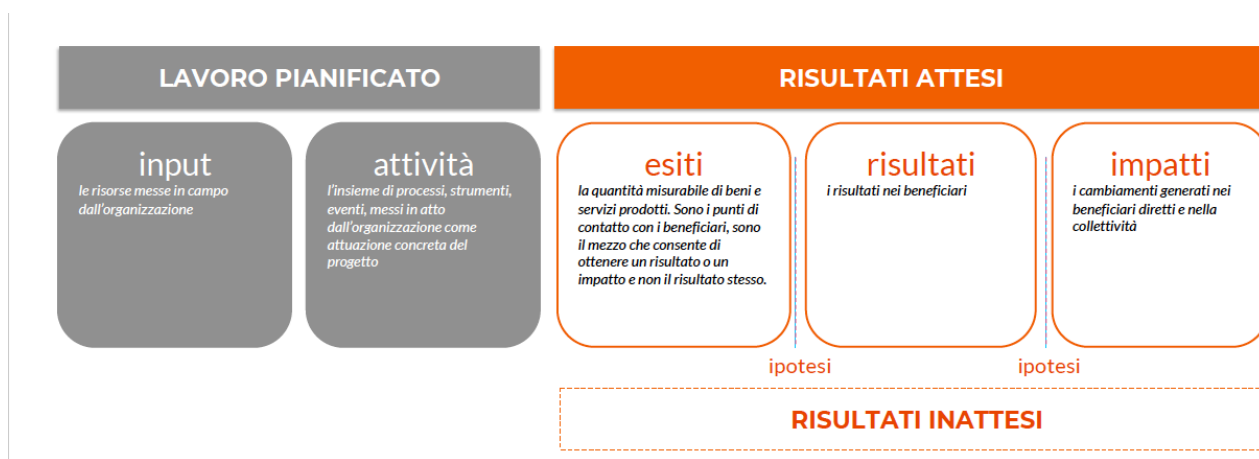 LAVORO PIANIFICATO
RISULTATI ATTESI
input
le risorse messe in campo
dall'organizzazione
attività
l'insieme di processi, strumenti,
eventi, messi in atto
dall'organizzazione come
attuazione concreta del
progetto
esiti
la quantità misurabile di beni e
servizi prodotti. Sono i punti di
contatto con i beneficiari, sono
il mezzo che consente di
ottenere un risultato o un
impatto e non il risultato stesso.
risultati
i risultati nei beneficiari
impatti
i cambiamenti generati nei
beneficiari diretti e nella
collettività
ipotesi
ipotesi
RISULTATI INATTESI